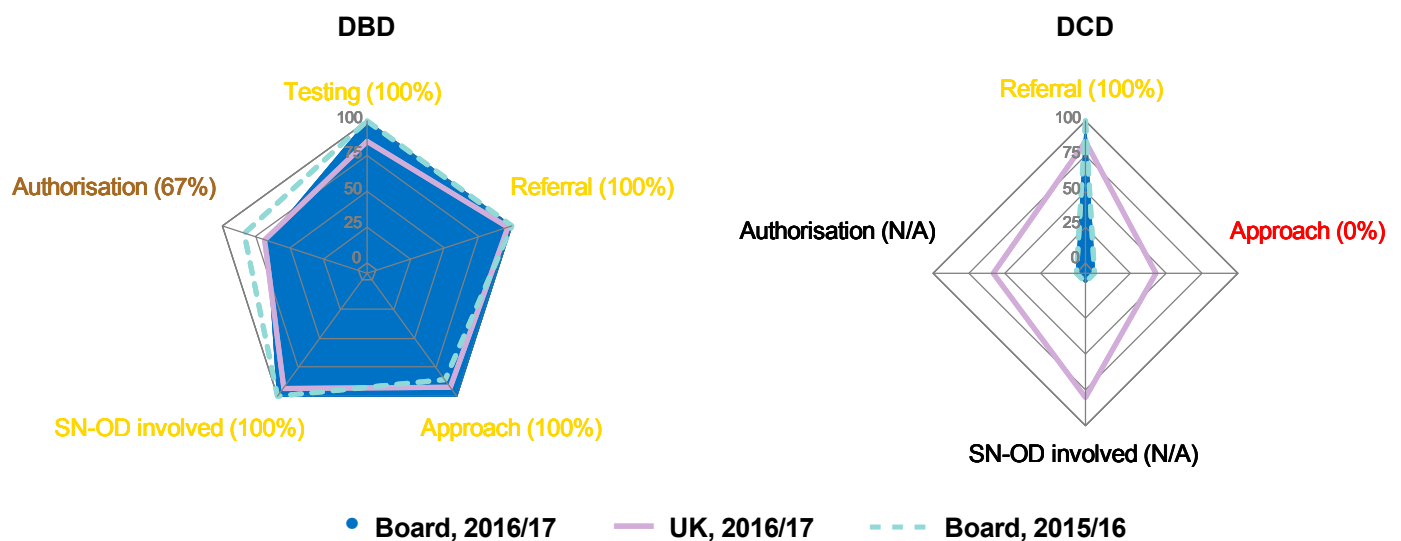 DBD
Testing (100%)
100
75
50
25
0
Authorisation (67%)
Referral (100%)
SN-OD involved (100%)
Approach (100%)
DCD
Referral (100%)
100
75
50
25
0
Authorisation (N/A)
Approach (0%)
SN-OD involved (N/A)
Board, 2016/17
UK, 2016/17
Board, 2015/16